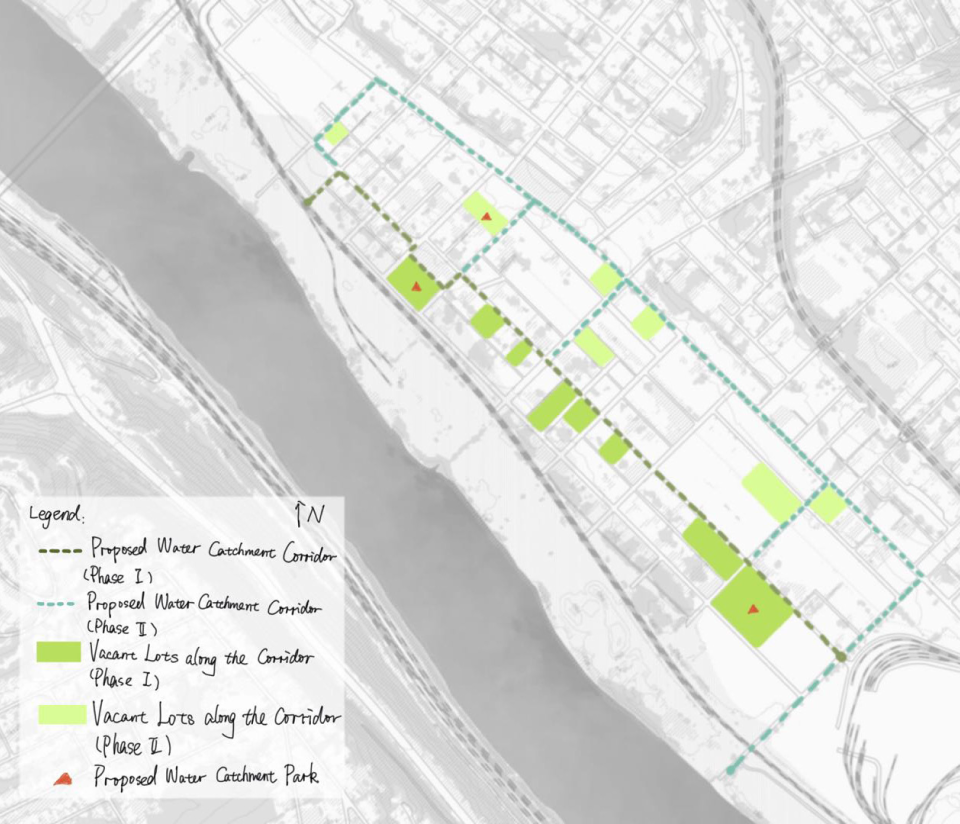 Legend:
↑N
Proposed Water Catchment Corridor
(Phase I)
Proposed Water Catchment Corridor
(Phase II)
Vacant Lots along the Corridor
(Phase I)
Vacant Lots along the Corridor
(Phase II)
Proposed Water Catchment Park